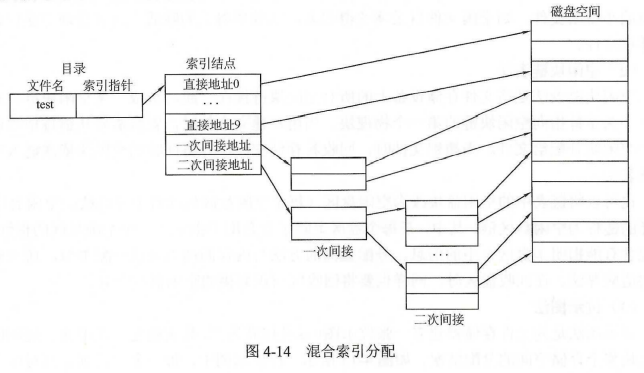 磁盘空间
目录
索引结点
文件名 索引指针
直接地址0
test
...
直接地址9
一次间接地址
二次间接地址
一次间接
...
二次间接
图 4-14 混合索引分配